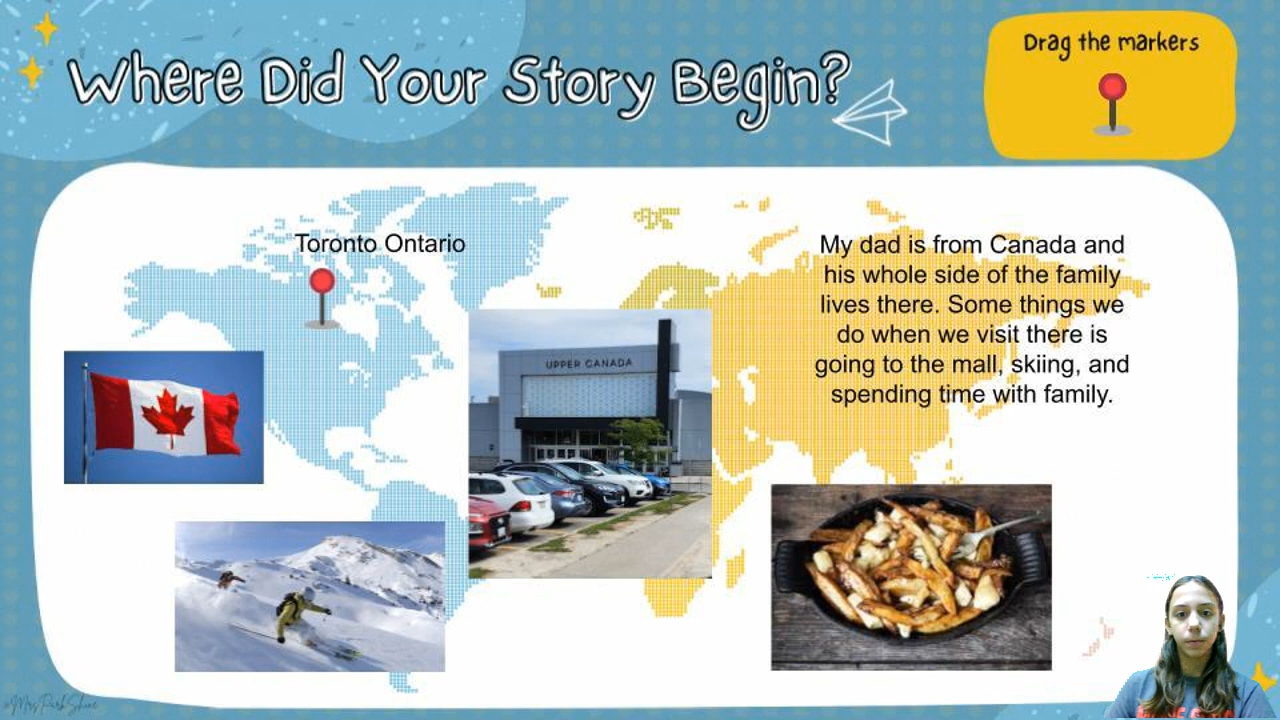 Where Did Your Story Begin?
Drag the markers
Toronto Ontario
My dad is from Canada and
his whole side of the family
lives there. Some things we
do when we visit there is
going to the mall, skiing, and
spending time with family.
UPPER CANADA
@MrsParkShine